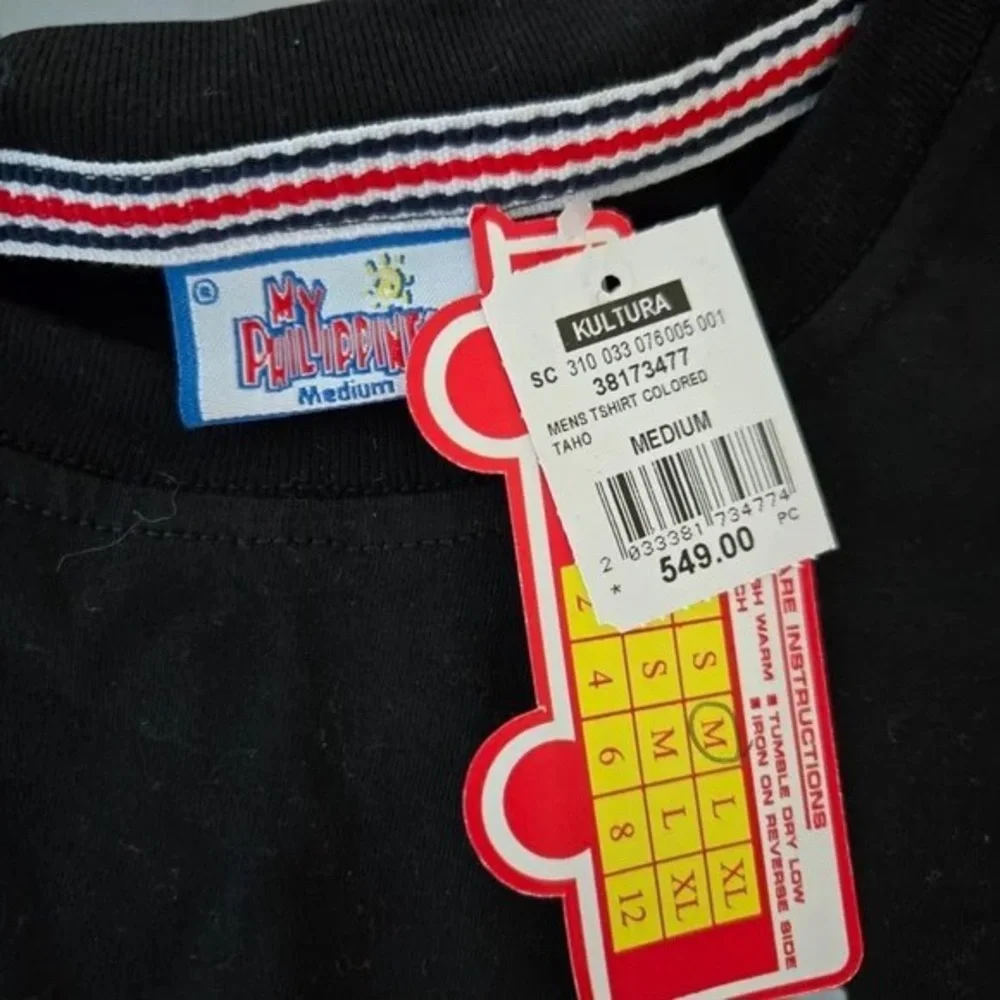 ®
MY
PHILIPPINES
Medium
KULTURA
SC 310 033 076005 001
38173477
MENS TSHIRT COLORED
TAHO
MEDIUM
2 033381 734774
PC
* 549.00
2
4 S S
6 M M
8 L L
12 XL XL
TUMBLE DRY LOW
IRON ON REVERSE SIDE
WARM
INSTRUCTIONS